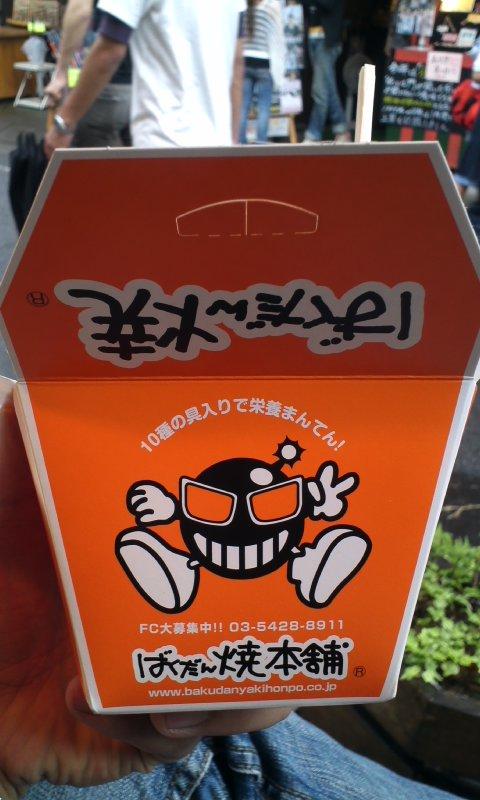 ばくだん焼
®
10種の具入りで栄養まんてん!
FC大募集中!! 03-5428-8911
ばくだん焼本舗®
www.bakudanyakihonpo.co.jp